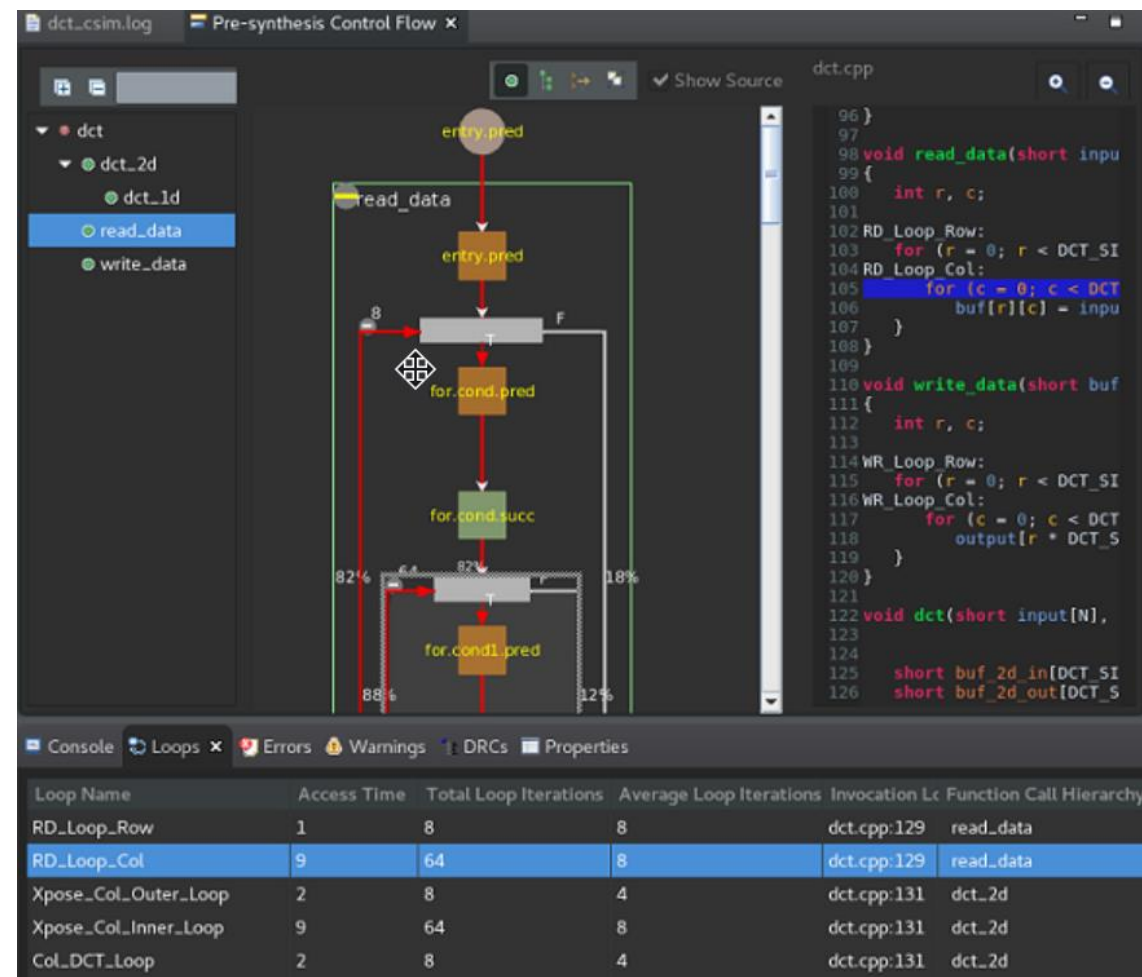 dct_csim.log Pre-synthesis Control Flow ×
Show Source
dct.cpp
dct
dct_2d
dct_1d
read_data
write_data
entry.pred
read_data
entry.pred
8
F
T
for.cond.pred
for.cond.succ
82%
64
82%
F
18%
T
for.cond1.pred
88%
12%
96 }
97
98 void read_data(short inpu
99 {
100 int r, c;
101
102 RD_Loop_Row:
103 for (r = 0; r < DCT_SI
104 RD_Loop_Col:
105 for (c = 0; c < DCT
106 buf[r][c] = inpu
107 }
108 }
109
110 void write_data(short buf
111 {
112 int r, c;
113
114 WR_Loop_Row:
115 for (r = 0; r < DCT_SI
116 WR_Loop_Col:
117 for (c = 0; c < DCT
118 output[r * DCT_S
119 }
120 }
121
122 void dct(short input[N],
123
124
125 short buf_2d_in[DCT_SI
126 short buf_2d_out[DCT_S
Console Loops × Errors Warnings DRCs Properties
Loop Name Access Time Total Loop Iterations Average Loop Iterations Invocation Lc Function Call Hierarchy
RD_Loop_Row 1 8 8 dct.cpp:129 read_data
RD_Loop_Col 9 64 8 dct.cpp:129 read_data
Xpose_Col_Outer_Loop 2 8 4 dct.cpp:131 dct_2d
Xpose_Col_Inner_Loop 9 64 8 dct.cpp:131 dct_2d
Col_DCT_Loop 2 8 4 dct.cpp:131 dct_2d